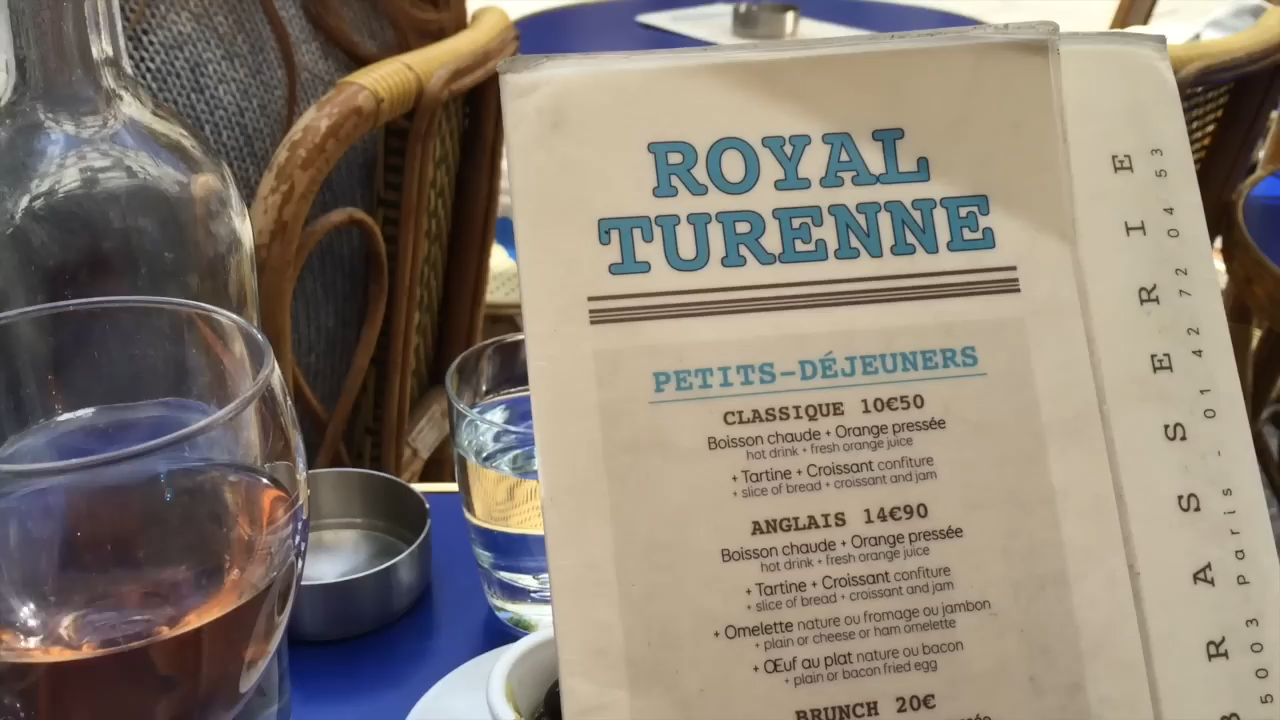 ROYAL
TURENNE
PETITS-DÉJEUNERS
CLASSIQUE 10€50
Boisson chaude + Orange pressée
hot drink + fresh orange juice
+ Tartine + Croissant confiture
+ slice of bread + croissant and jam
ANGLAIS 14€90
Boisson chaude + Orange pressée
hot drink + fresh orange juice
+ Tartine + Croissant confiture
+ slice of bread + croissant and jam
+ Omelette nature ou fromage ou jambon
+ plain or cheese or ham omelette
+ Œuf au plat nature ou bacon
+ plain or bacon fried egg
BRUNCH 20€
BRASSERIE
5003 Paris - 01 42 72 04 53